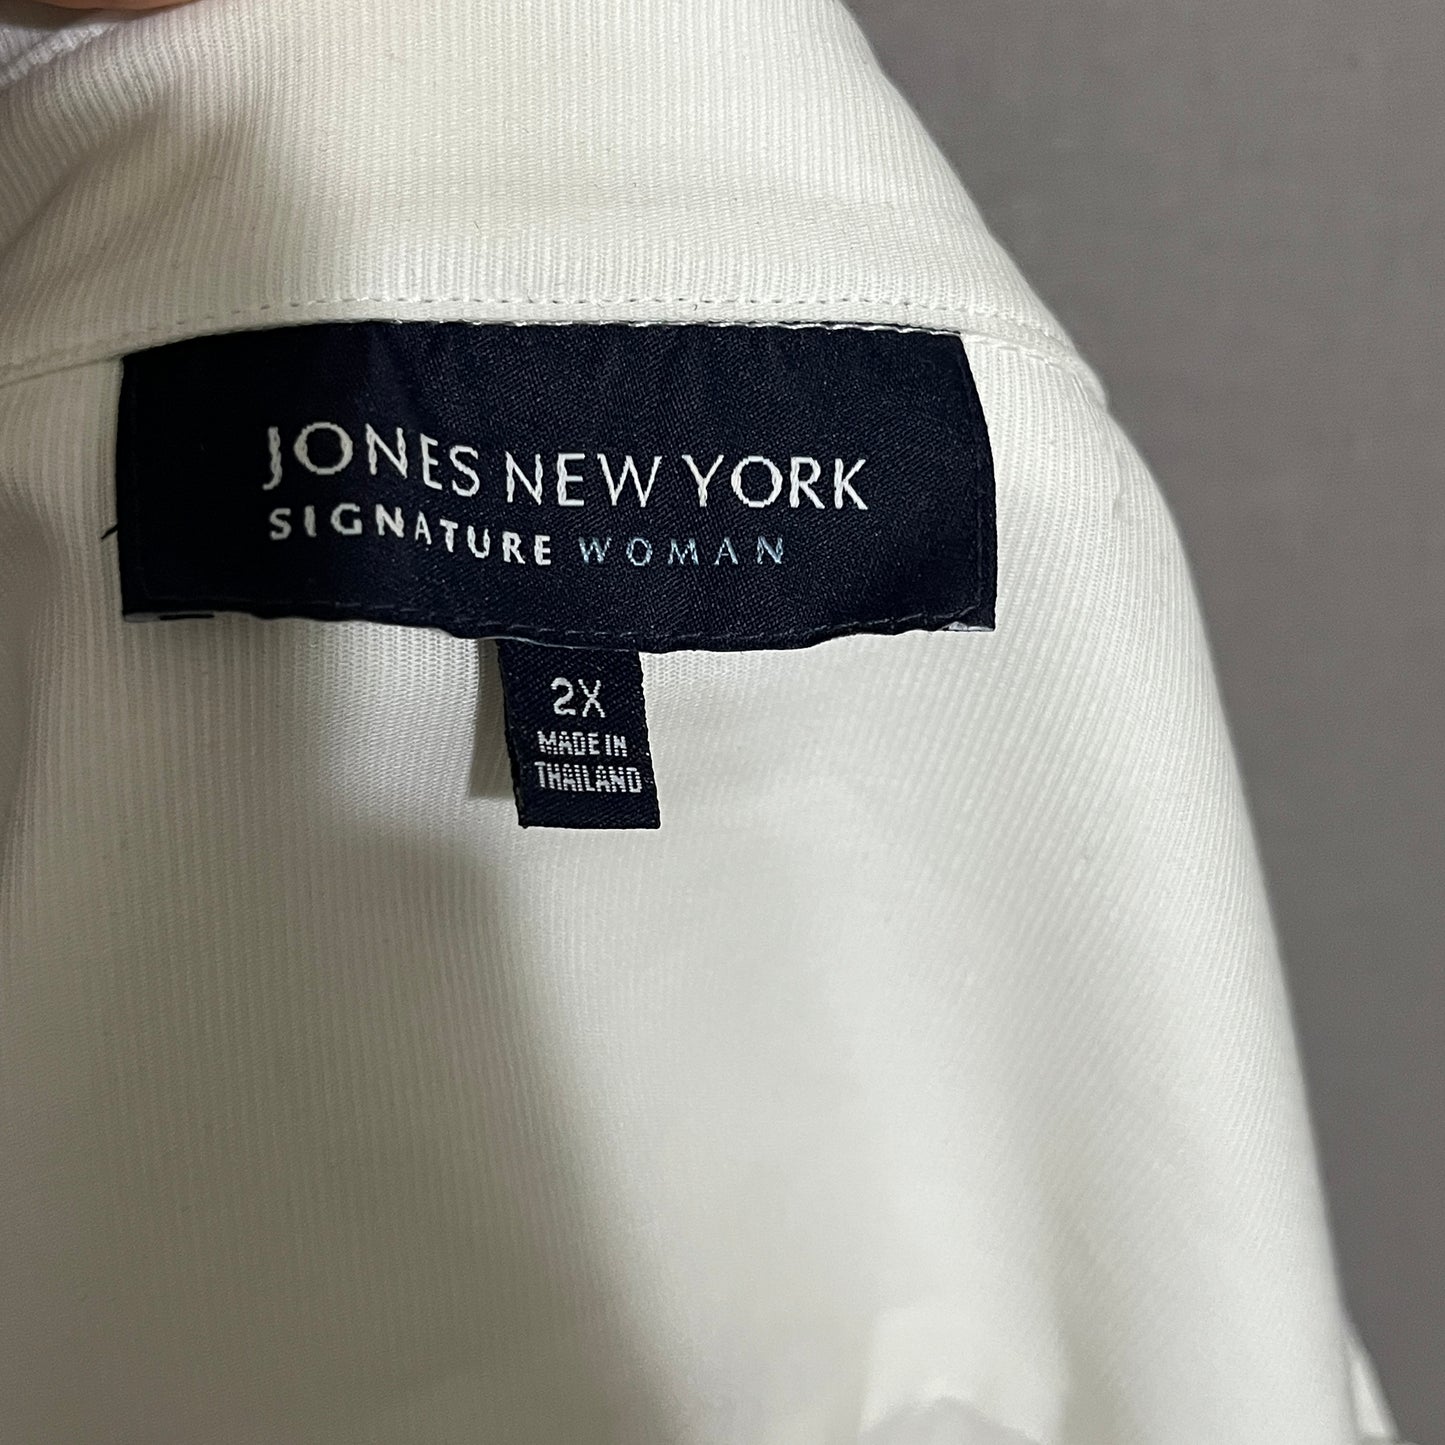 JONES NEW YORK
SIGNATURE WOMAN
2X
MADE IN
THAILAND